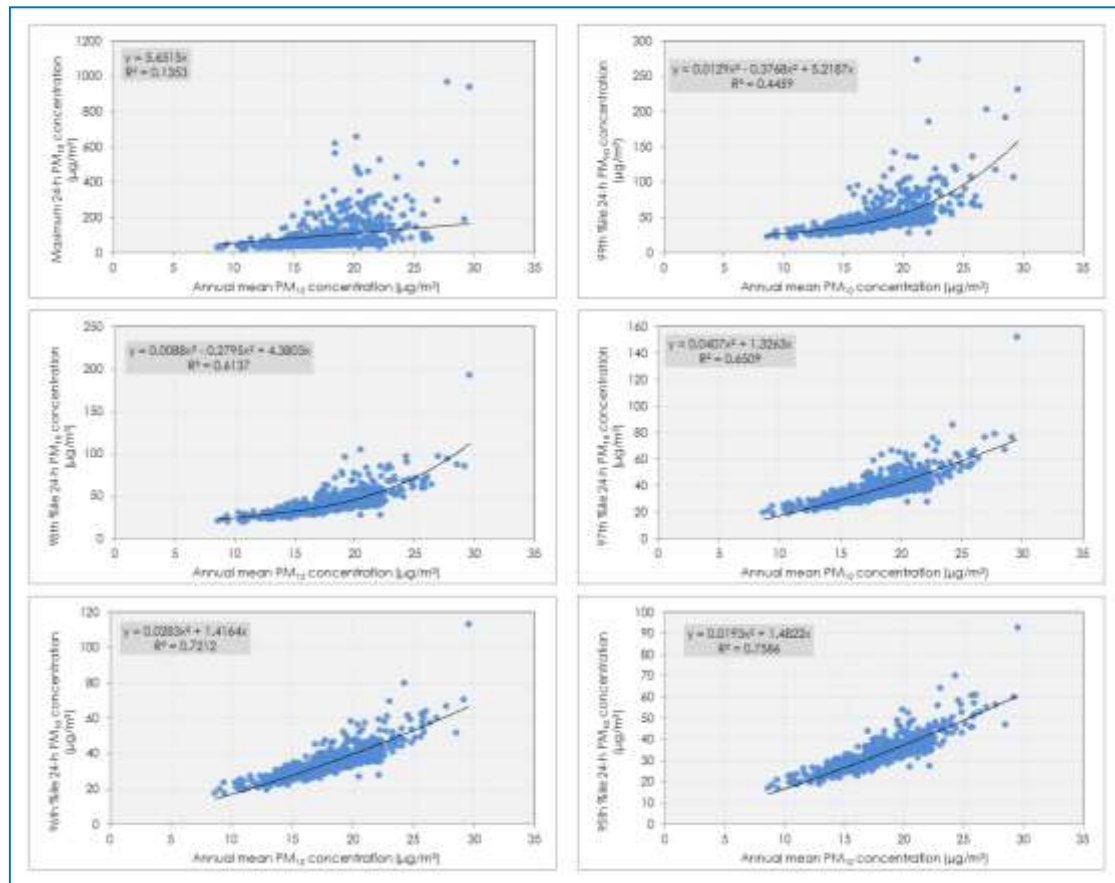 Maximum 24-h PM₁₀ concentration
(µg/m³)
1200
1000
800
600
400
200
0
y = 5.6515x
R² = 0.1353
0 5 10 15 20 25 30 35
Annual mean PM₁₀ concentration (µg/m³)
99th %ile 24-h PM₁₀ concentration
(µg/m³)
300
250
200
150
100
50
0
y = 0.0129x³ - 0.3768x² + 5.2187x
R² = 0.4459
0 5 10 15 20 25 30 35
Annual mean PM₁₀ concentration (µg/m³)
98th %ile 24-h PM₁₀ concentration
(µg/m³)
250
200
150
100
50
0
y = 0.0088x³ - 0.2795x² + 4.3803x
R² = 0.6137
0 5 10 15 20 25 30 35
Annual mean PM₁₀ concentration (µg/m³)
97th %ile 24-h PM₁₀ concentration
(µg/m³)
160
140
120
100
80
60
40
20
0
y = 0.0407x² + 1.3263x
R² = 0.6509
0 5 10 15 20 25 30 35
Annual mean PM₁₀ concentration (µg/m³)
96th %ile 24-h PM₁₀ concentration
(µg/m³)
120
100
80
60
40
20
0
y = 0.0283x² + 1.4164x
R² = 0.7212
0 5 10 15 20 25 30 35
Annual mean PM₁₀ concentration (µg/m³)
95th %ile 24-h PM₁₀ concentration
(µg/m³)
100
90
80
70
60
50
40
30
20
10
0
y = 0.0193x² + 1.4822x
R² = 0.7586
0 5 10 15 20 25 30 35
Annual mean PM₁₀ concentration (µg/m³)